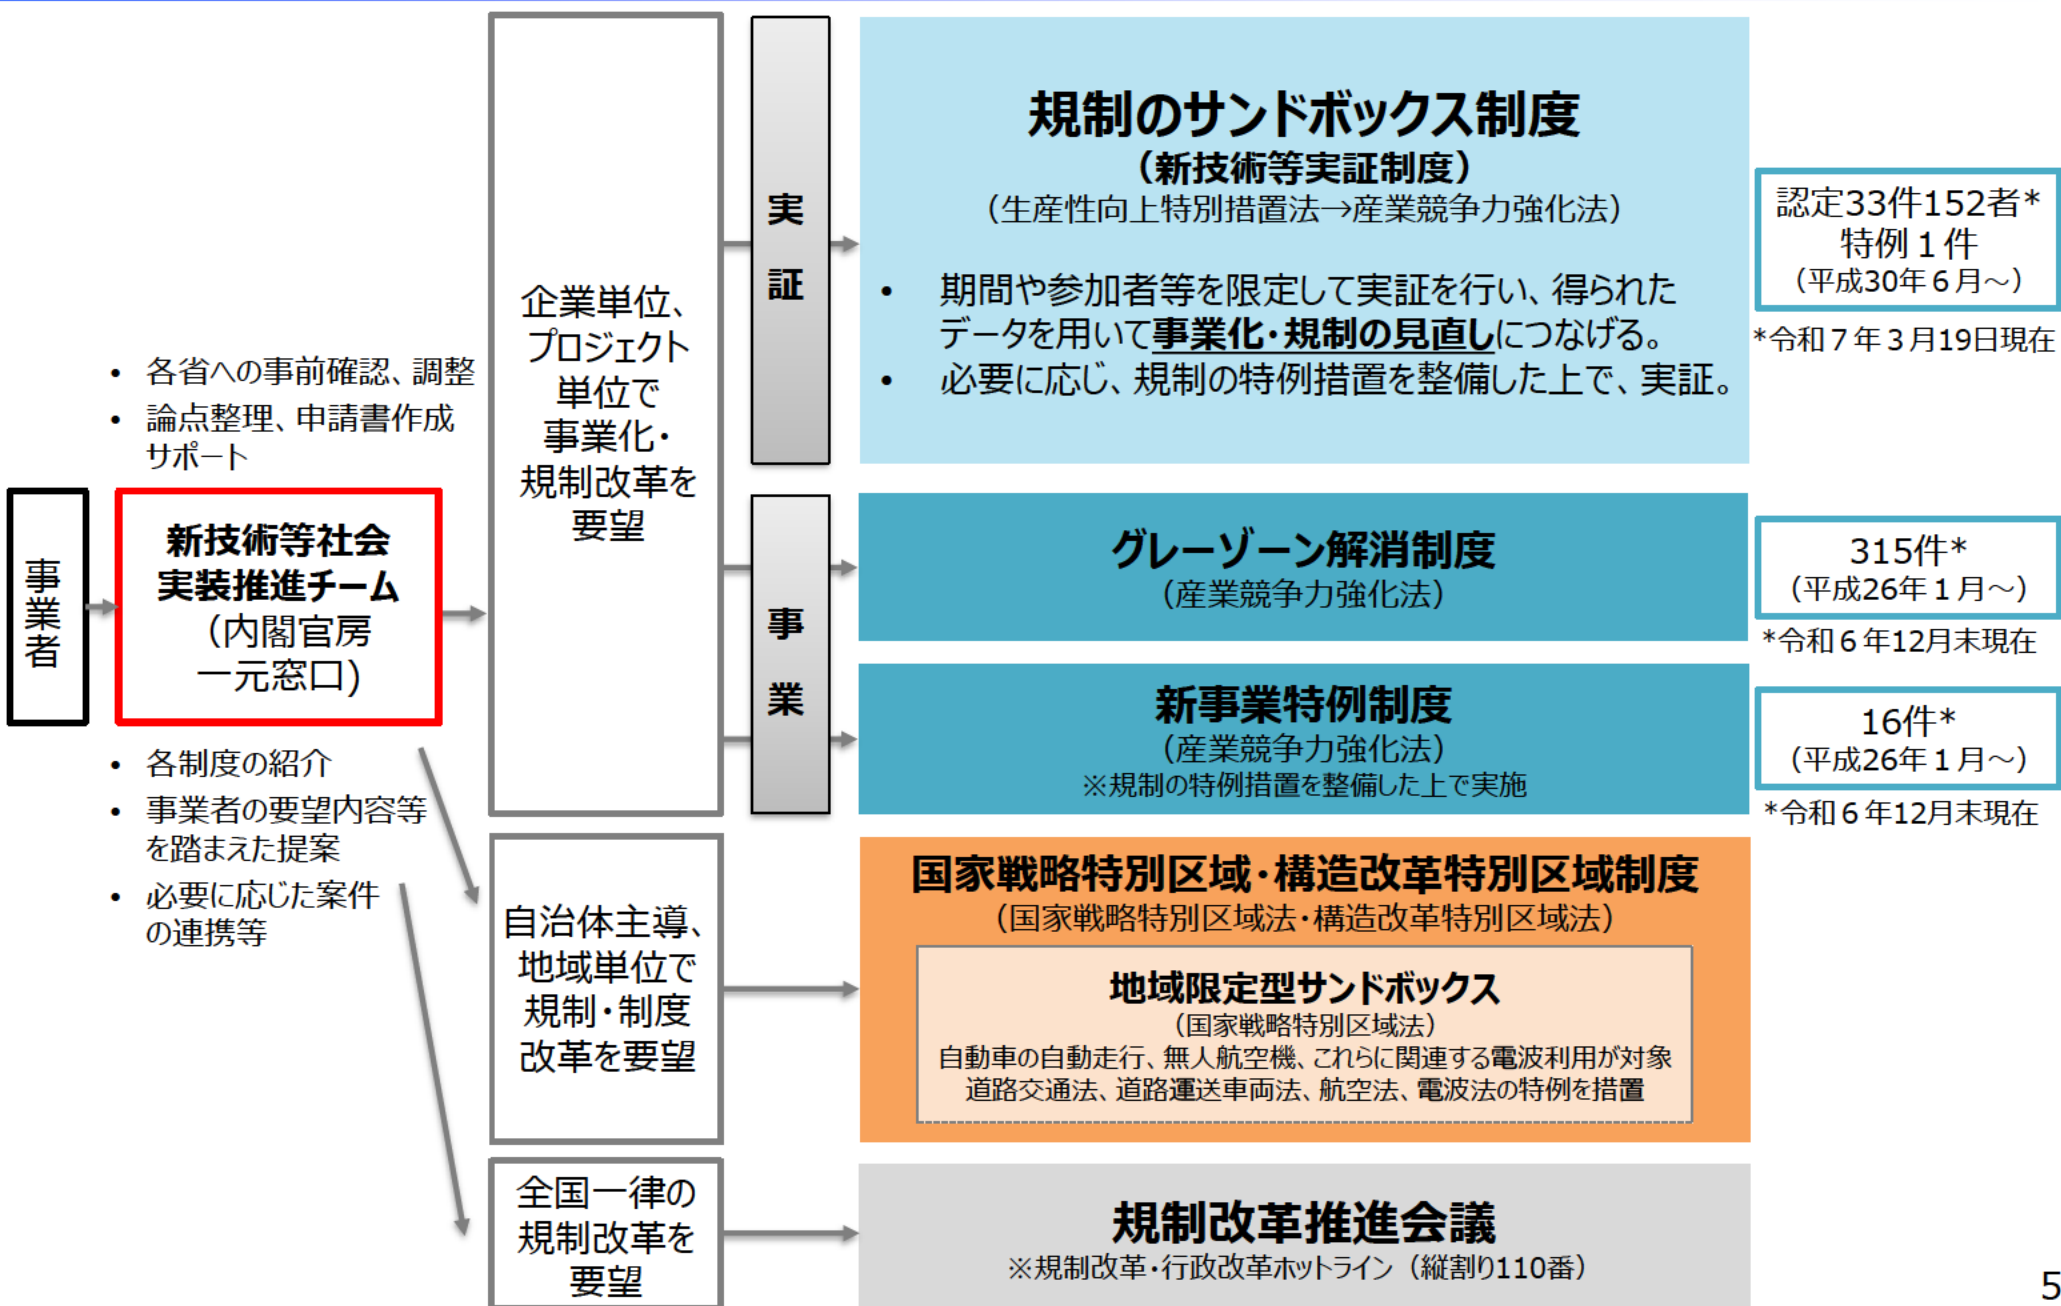 事業者
・ 各省への事前確認、調整
・ 論点整理、申請書作成
サポート
新技術等社会
実装推進チーム
（内閣官房
一元窓口)
・ 各制度の紹介
・ 事業者の要望内容等
を踏まえた提案
・ 必要に応じた案件
の連携等
企業単位、
プロジェクト
単位で
事業化・
規制改革を
要望
実証
規制のサンドボックス制度
（新技術等実証制度）
（生産性向上特別措置法→産業競争力強化法）
・ 期間や参加者等を限定して実証を行い、得られた
データを用いて事業化・規制の見直しにつなげる。
・ 必要に応じ、規制の特例措置を整備した上で、実証。
認定33件152者*
特例１件
（平成30年６月～）
*令和７年３月19日現在
事業
グレーゾーン解消制度
（産業競争力強化法）
315件*
（平成26年１月～）
*令和６年12月末現在
新事業特例制度
（産業競争力強化法）
※規制の特例措置を整備した上で実施
16件*
（平成26年１月～）
*令和６年12月末現在
自治体主導、
地域単位で
規制・制度
改革を要望
国家戦略特別区域・構造改革特別区域制度
（国家戦略特別区域法・構造改革特別区域法）
地域限定型サンドボックス
（国家戦略特別区域法）
自動車の自動走行、無人航空機、これらに関連する電波利用が対象
道路交通法、道路運送車両法、航空法、電波法の特例を措置
全国一律の
規制改革を
要望
規制改革推進会議
※規制改革・行政改革ホットライン（縦割り110番）
5